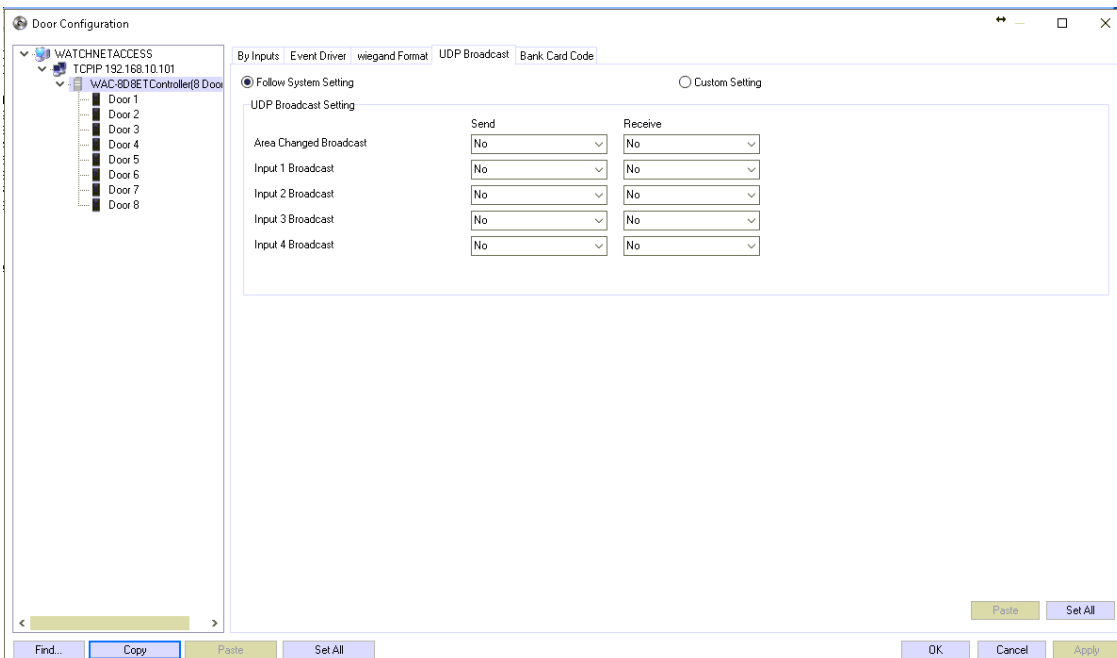 Door Configuration
WATCHNETACCESS
TCPIP 192.168.10.101
WAC-8D8ETController(8 Door
Door 1
Door 2
Door 3
Door 4
Door 5
Door 6
Door 7
Door 8
By Inputs Event Driver wiegand Format UDP Broadcast Bank Card Code
Follow System Setting Custom Setting
UDP Broadcast Setting
Send Receive
Area Changed Broadcast No No
Input 1 Broadcast No No
Input 2 Broadcast No No
Input 3 Broadcast No No
Input 4 Broadcast No No
Paste Set All
Find... Copy Paste Set All OK Cancel Apply